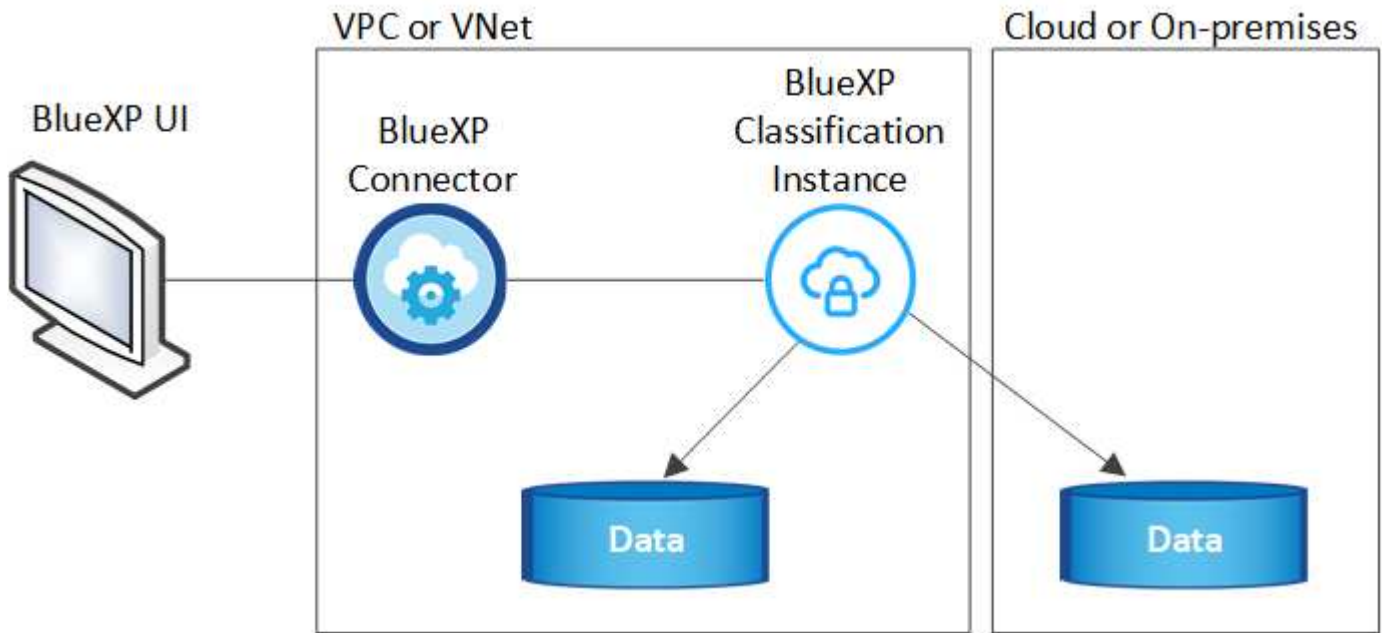 VPC or VNet
Cloud or On-premises
BlueXP UI
BlueXP
Connector
BlueXP
Classification
Instance
Data
Data